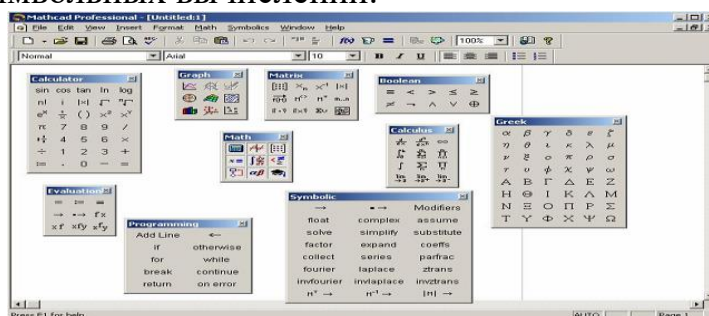 символьных вычислений.
Mathcad Professional - [Untitled:1]
File Edit View Insert Format Math Symbolics Window Help
100%
Normal Arial 10 B I U
Calculator
sin cos tan ln log
n! i |×|
π 7 8 9 /
4 5 6 ×
÷ 1 2 3 +
:= . 0 − =
Graph
Matrix
Boolean
= < > ≤ ≥
≠ ¬ ∧ ∨ ⊕
Math
Calculus
Greek
α β γ δ ε ζ
η θ ι κ λ μ
ν ξ ο π ρ σ
τ υ φ χ ψ ω
Α Β Γ Δ Ε Ζ
Η Θ Ι Κ Λ Μ
Ν Ξ Ο Π Ρ Σ
Τ Υ Φ Χ Ψ Ω
Evaluation
= := ≡
→ •→ fx
xf xfy xfy
Programming
Add Line ←
if otherwise
for while
break continue
return on error
Symbolic
→ •→ Modifiers
float complex assume
solve simplify substitute
factor expand coeffs
collect series parfrac
fourier laplace ztrans
invfourier invlaplace invztrans
Press F1 for help. AUTO Page 1